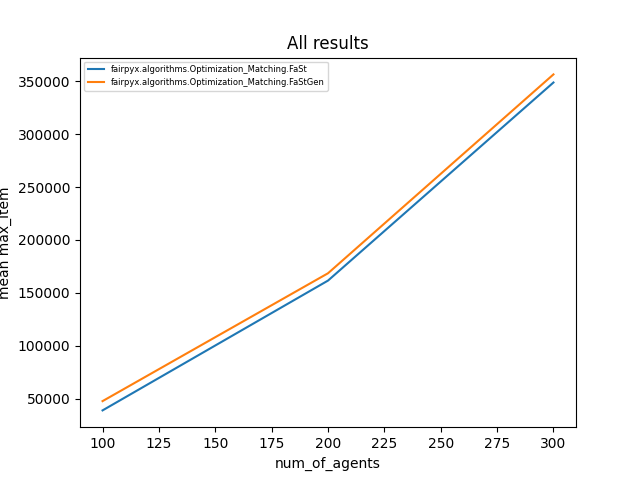 All results
fairpyx.algorithms.Optimization_Matching.FaSt
fairpyx.algorithms.Optimization_Matching.FaStGen
350000
300000
250000
200000
150000
100000
50000
mean max_item
100 125 150 175 200 225 250 275 300
num_of_agents